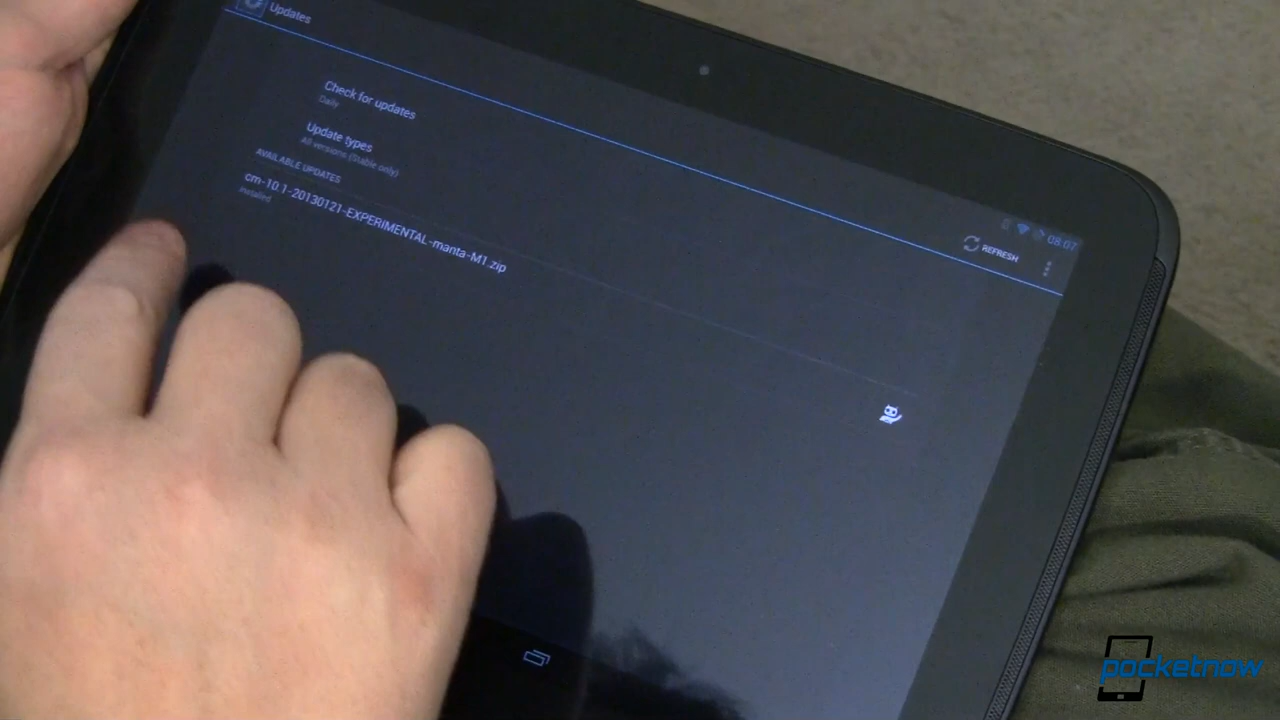 Updates
Check for updates
Daily
Update types
All versions (Stable only)
AVAILABLE UPDATES
cm-10.1-20130121-EXPERIMENTAL-manta-M1.zip
Installed
08:07
REFRESH
pocketnow